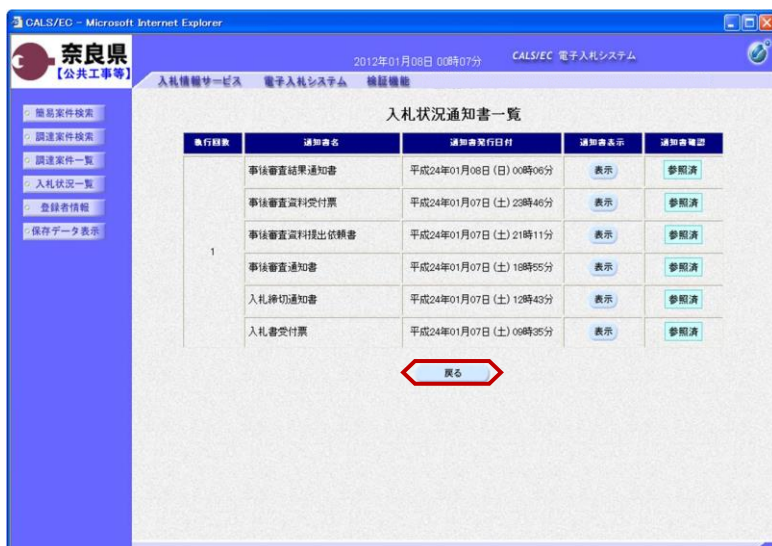 CALS/EC - Microsoft Internet Explorer
奈良県
【公共工事等】
2012年01月08日 00時07分
CALS/EC 電子入札システム
入札情報サービス 電子入札システム 検証機能
簡易案件検索
調達案件検索
調達案件一覧
入札状況一覧
登録者情報
保存データ表示
入札状況通知書一覧
執行回数 通知書名 通知書発行日付 通知書表示 通知書確認
1
事後審査結果通知書 平成24年01月08日(日)00時06分 表示 参照済
事後審査資料受付票 平成24年01月07日(土)23時46分 表示 参照済
事後審査資料提出依頼書 平成24年01月07日(土)21時11分 表示 参照済
事後審査通知書 平成24年01月07日(土)18時55分 表示 参照済
入札締切通知書 平成24年01月07日(土)12時43分 表示 参照済
入札書受付票 平成24年01月07日(土)09時35分 表示 参照済
戻る